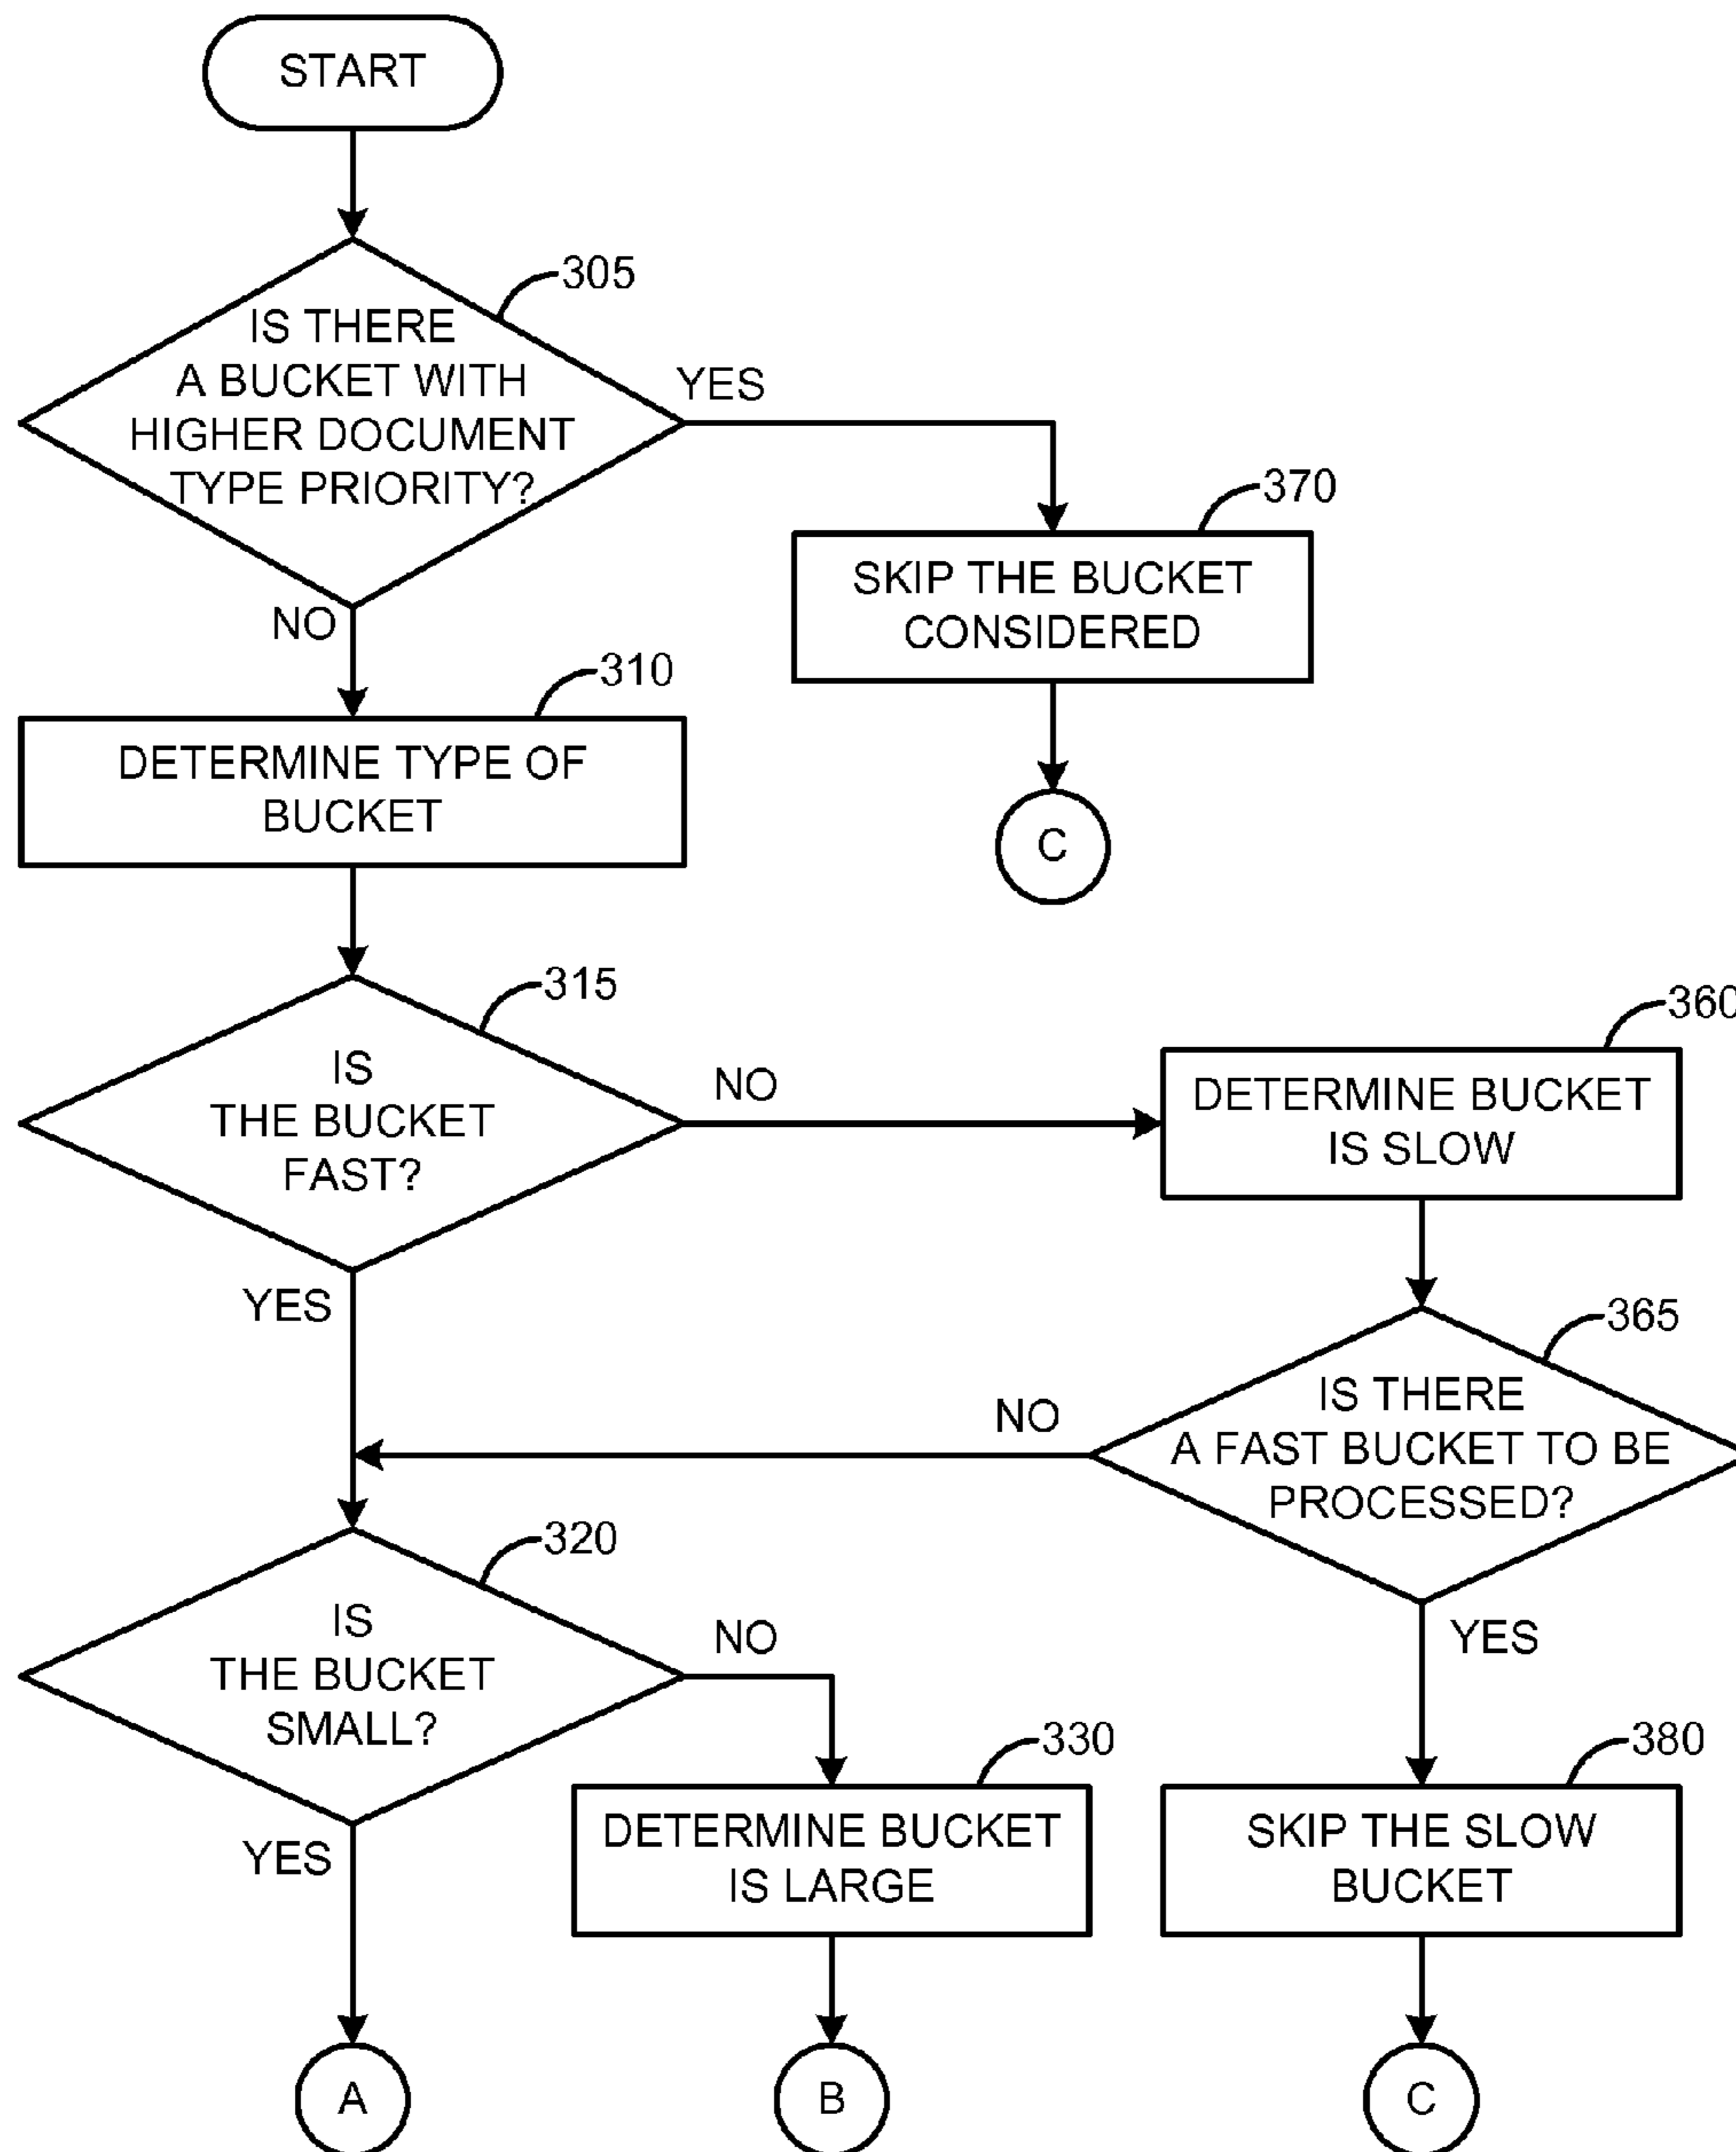 START
305
IS THERE
A BUCKET WITH
HIGHER DOCUMENT
TYPE PRIORITY?
YES
370
SKIP THE BUCKET
CONSIDERED
NO
310
DETERMINE TYPE OF
BUCKET
C
315
IS
THE BUCKET
FAST?
NO
360
DETERMINE BUCKET
IS SLOW
YES
365
IS THERE
A FAST BUCKET TO BE
PROCESSED?
NO
320
IS
THE BUCKET
SMALL?
NO
YES
330
DETERMINE BUCKET
IS LARGE
380
SKIP THE SLOW
BUCKET
YES
A
B
C